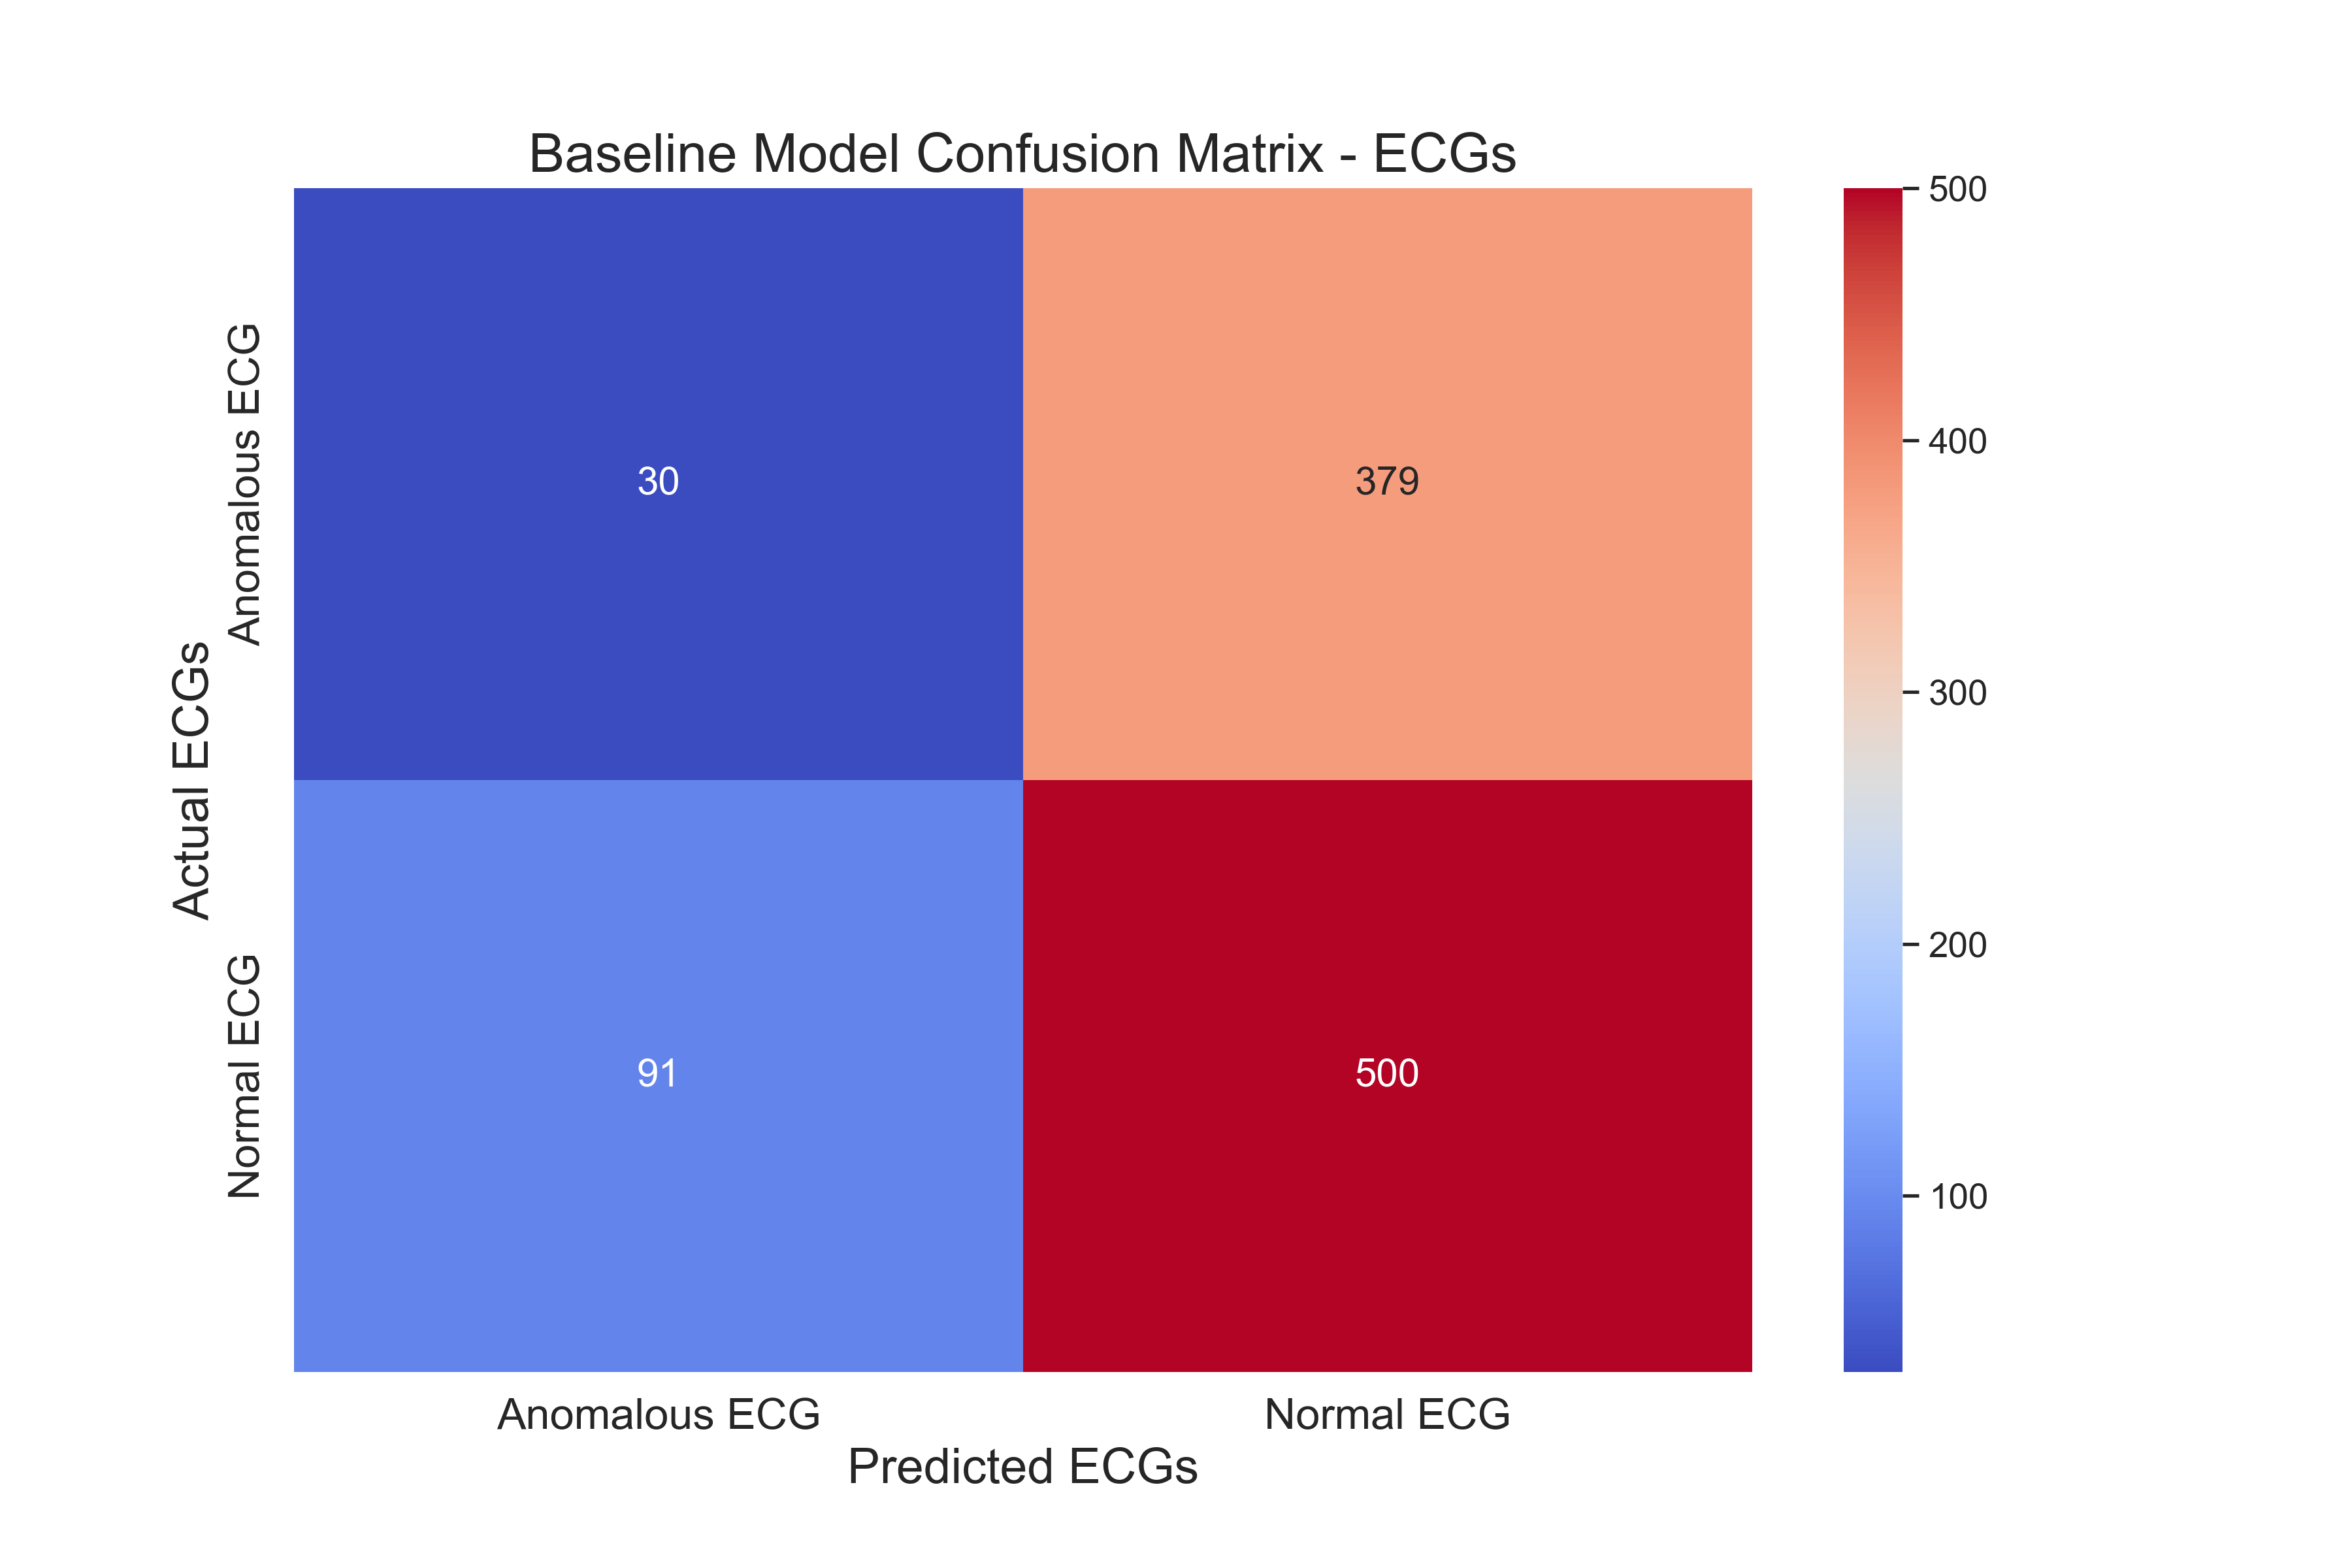 Baseline Model Confusion Matrix - ECGs
Actual ECGs
Anomalous ECG
Normal ECG
30
379
91
500
Anomalous ECG
Normal ECG
Predicted ECGs
500
400
300
200
100